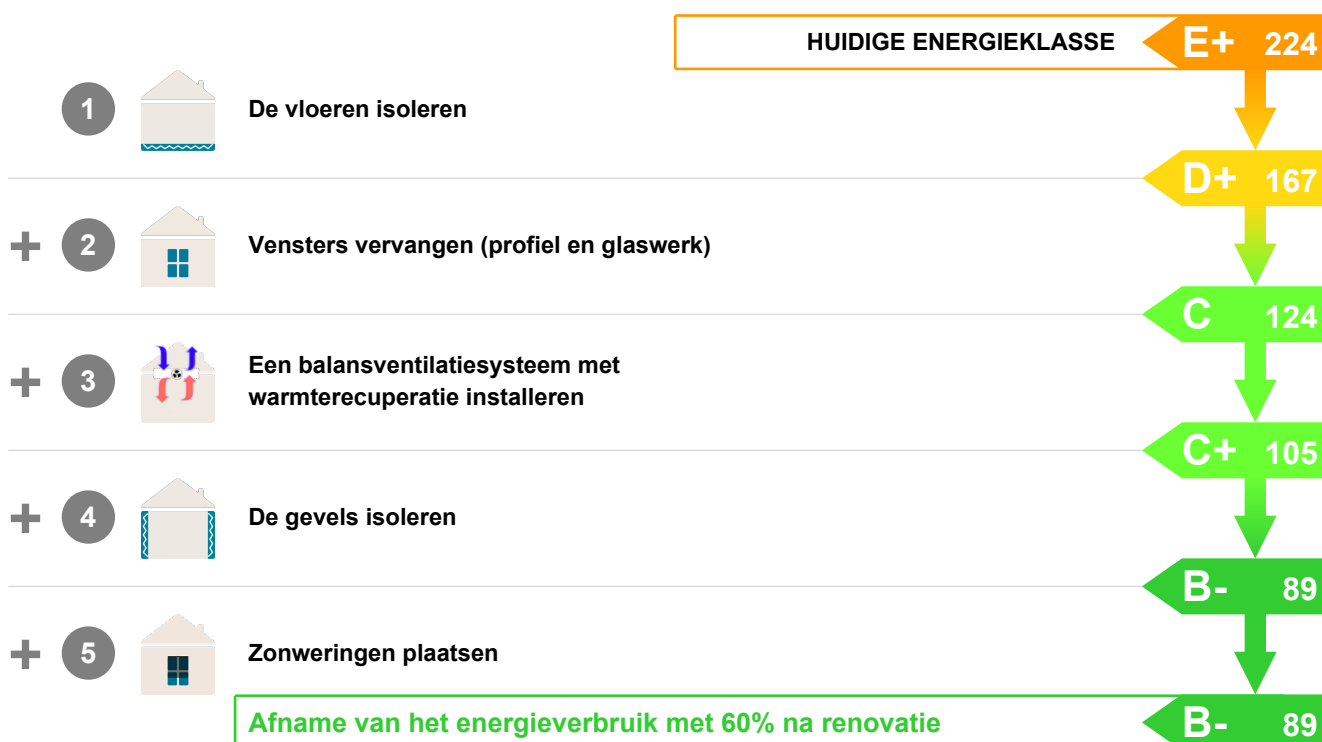 HUIDIGE ENERGIEKLASSE E+ 224
1 De vloeren isoleren
D+ 167
+ 2 Vensters vervangen (profiel en glaswerk)
C 124
+ 3 Een balansventilatiesysteem met
warmterecuperatie installeren
C+ 105
+ 4 De gevels isoleren
B- 89
+ 5 Zonweringen plaatsen
Afname van het energieverbruik met 60% na renovatie B- 89